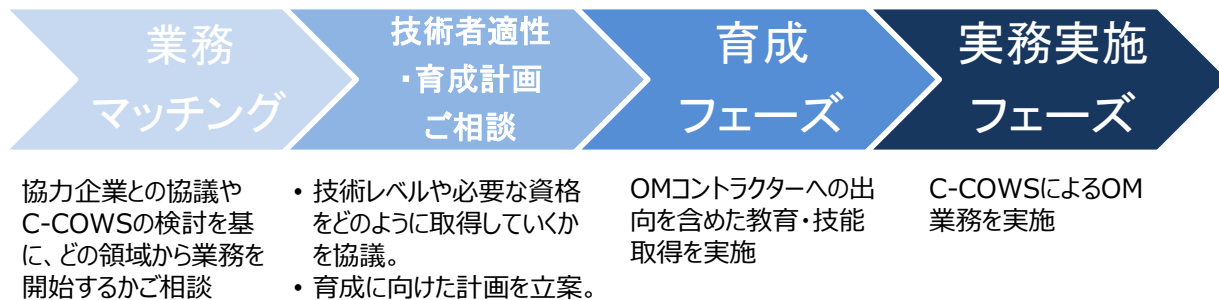 業務
マッチング
技術者適性
・育成計画
ご相談
育成
フェーズ
実務実施
フェーズ
協力企業との協議や
C-COWSの検討を基
に、どの領域から業務を
開始するかご相談
• 技術レベルや必要な資格
をどのように取得していくか
を協議。
• 育成に向けた計画を立案。
OMコントラクターへの出
向を含めた教育・技能
取得を実施
C-COWSによるOM
業務を実施